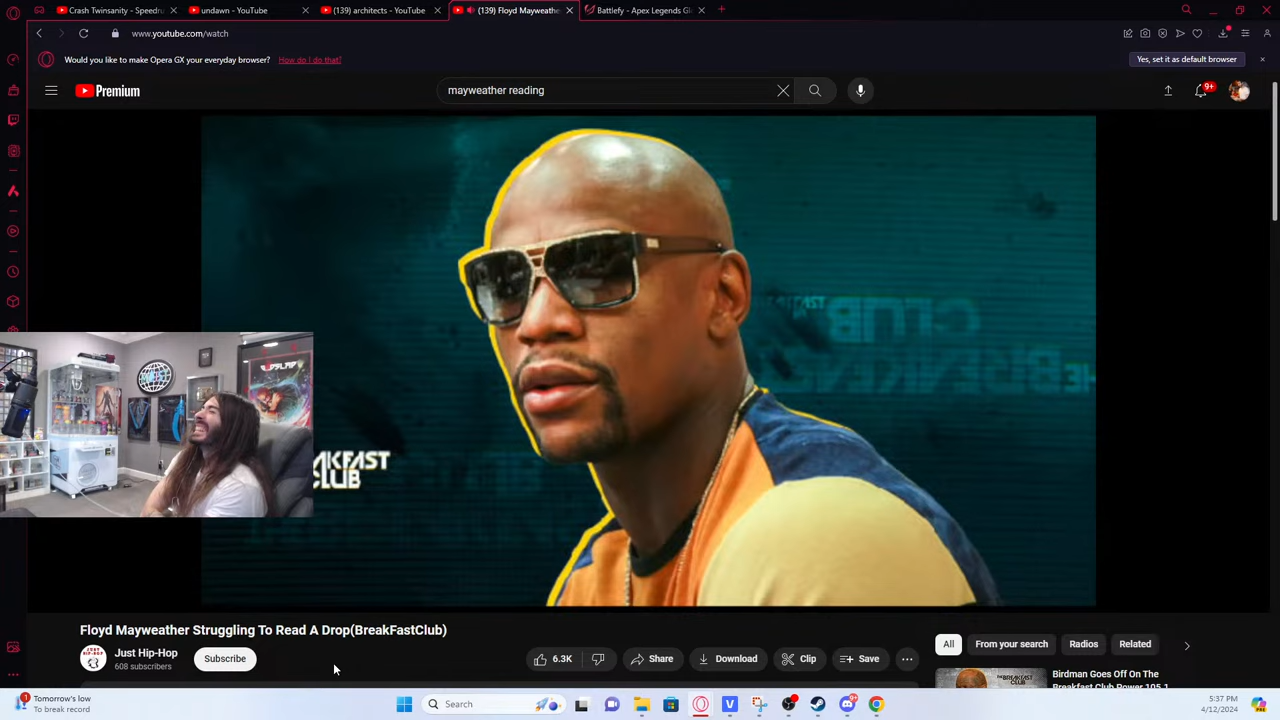 Crash Twinsanity - Speedru
undawn - YouTube
(139) architects - YouTube
(139) Floyd Mayweathe
Battlefy - Apex Legends Gl
www.youtube.com/watch
Would you like to make Opera GX your everyday browser?
How do I do that?
Yes, set it as default browser
Premium
mayweather reading
9+
CLUB
AKFAST
CLUB
Floyd Mayweather Struggling To Read A Drop(BreakFastClub)
Just Hip-Hop
608 subscribers
Subscribe
6.3K
Share
Download
Clip
Save
All
From your search
Radios
Related
Birdman Goes Off On The
Breakfast Club Power 105.1
Tomorrow's low
To break record
Search
5:37 PM
4/12/2024